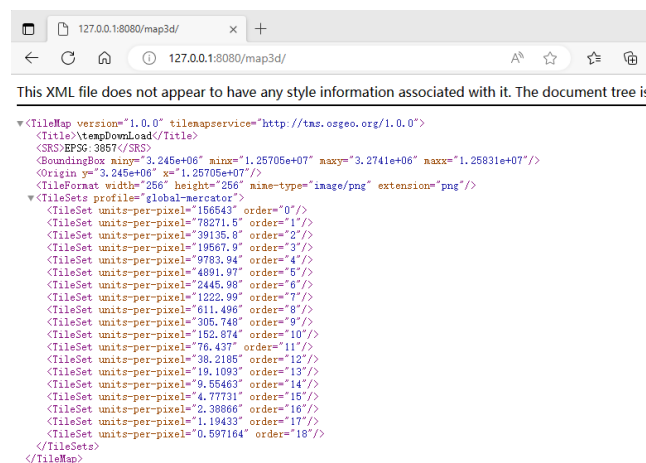 127.0.0.1:8080/map3d/
127.0.0.1:8080/map3d/
This XML file does not appear to have any style information associated with it. The document tree is
▼<TileMap version="1.0.0" tilemapservice="http://tms.osgeo.org/1.0.0">
<Title>\tempDownLoad</Title>
<SRS>EPSG:3857</SRS>
<BoundingBox miny="3.245e+06" minx="1.25705e+07" maxy="3.2741e+06" maxx="1.25831e+07"/>
<Origin y="3.245e+06" x="1.25705e+07"/>
<TileFormat width="256" height="256" mime-type="image/png" extension="png"/>
▼<TileSets profile="global-mercator">
<TileSet units-per-pixel="156543" order="0"/>
<TileSet units-per-pixel="78271.5" order="1"/>
<TileSet units-per-pixel="39135.8" order="2"/>
<TileSet units-per-pixel="19567.9" order="3"/>
<TileSet units-per-pixel="9783.94" order="4"/>
<TileSet units-per-pixel="4891.97" order="5"/>
<TileSet units-per-pixel="2445.98" order="6"/>
<TileSet units-per-pixel="1222.99" order="7"/>
<TileSet units-per-pixel="611.496" order="8"/>
<TileSet units-per-pixel="305.748" order="9"/>
<TileSet units-per-pixel="152.874" order="10"/>
<TileSet units-per-pixel="76.437" order="11"/>
<TileSet units-per-pixel="38.2185" order="12"/>
<TileSet units-per-pixel="19.1093" order="13"/>
<TileSet units-per-pixel="9.55463" order="14"/>
<TileSet units-per-pixel="4.77731" order="15"/>
<TileSet units-per-pixel="2.38866" order="16"/>
<TileSet units-per-pixel="1.19433" order="17"/>
<TileSet units-per-pixel="0.597164" order="18"/>
</TileSets>
</TileMap>